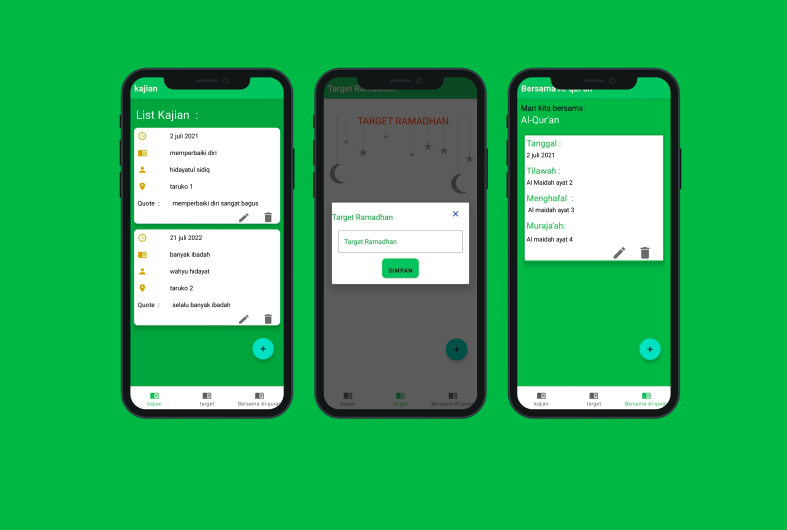 kajian
List Kajian :
2 juli 2021
memperbaiki diri
hidayatul sidiq
taruko 1
Quote : memperbaiki diri sangat bagus
21 juli 2022
banyak ibadah
wahyu hidayat
taruko 2
Quote : selalu banyak ibadah
+
kajian target Bersama Al-quran
Target Ramadhan
TARGET RAMADHAN
Target Ramadhan
Target Ramadhan
SIMPAN
+
kajian target Bersama Al-quran
Bersama Al-qur'an
Mari kita bersama :
Al-Qur'an
Tanggal :
2 juli 2021
Tilawah :
Al Maidah ayat 2
Menghafal :
Al maidah ayat 3
Muraja'ah:
Al maidah ayat 4
+
kajian target Bersama Al-quran